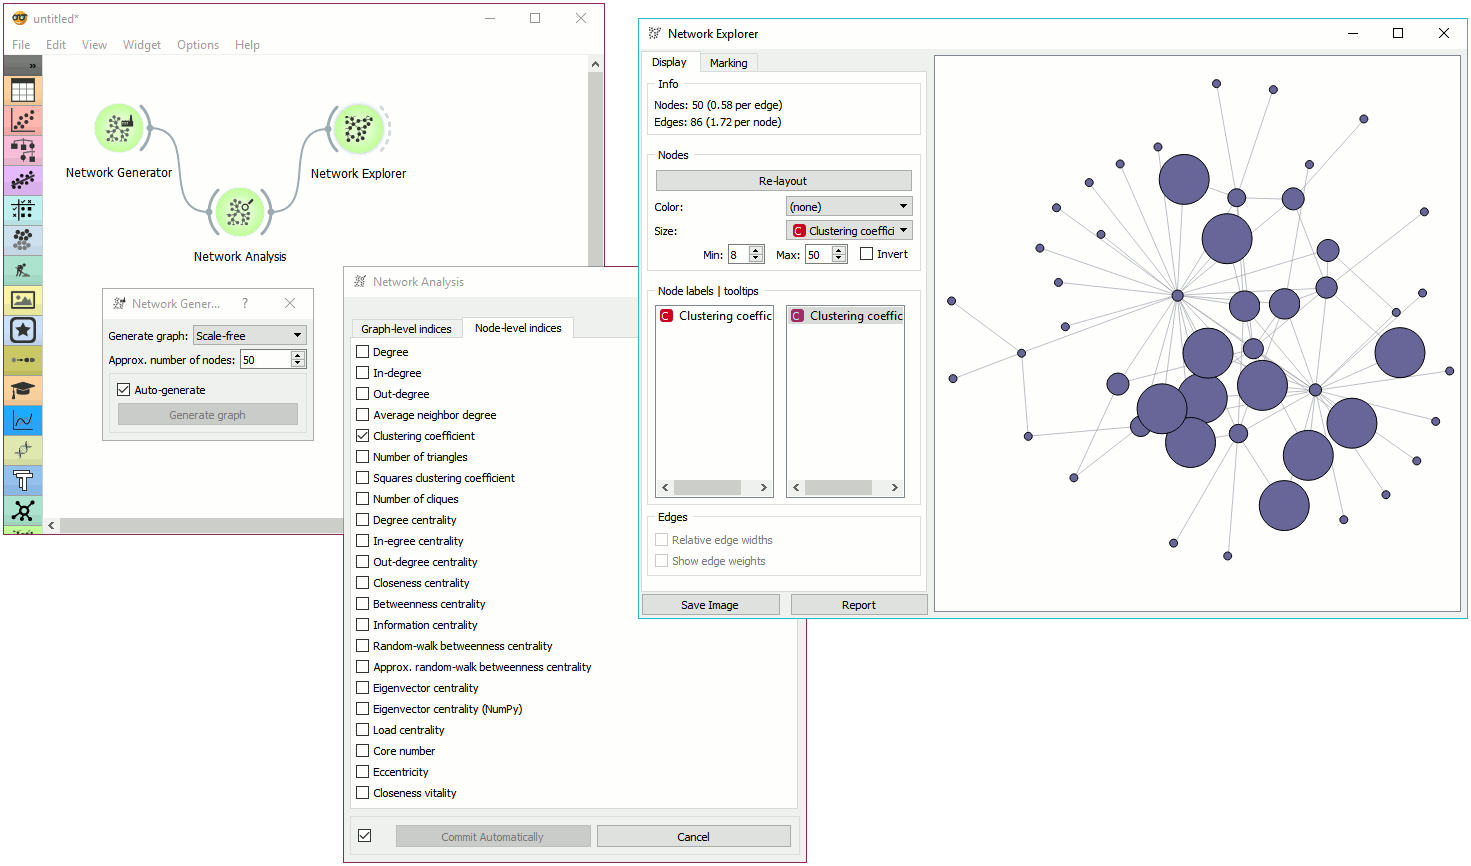 untitled*
File Edit View Widget Options Help
»
Network Generator
Network Explorer
Network Analysis
Network Gener... ?
Generate graph: Scale-free
Approx. number of nodes: 50
Auto-generate
Generate graph
Network Analysis
Graph-level indices Node-level indices
Degree
In-degree
Out-degree
Average neighbor degree
Clustering coefficient
Number of triangles
Squares clustering coefficient
Number of cliques
Degree centrality
In-egree centrality
Out-degree centrality
Closeness centrality
Betweenness centrality
Information centrality
Random-walk betweenness centrality
Approx. random-walk betweenness centrality
Eigenvector centrality
Eigenvector centrality (NumPy)
Load centrality
Core number
Eccentricity
Closeness vitality
Commit Automatically Cancel
Network Explorer
Display Marking
Info
Nodes: 50 (0.58 per edge)
Edges: 86 (1.72 per node)
Nodes
Re-layout
Color: (none)
Size: C Clustering coeffici
Min: 8 Max: 50 Invert
Node labels | tooltips
C Clustering coeffic C Clustering coeffic
Edges
Relative edge widths
Show edge weights
Save Image Report